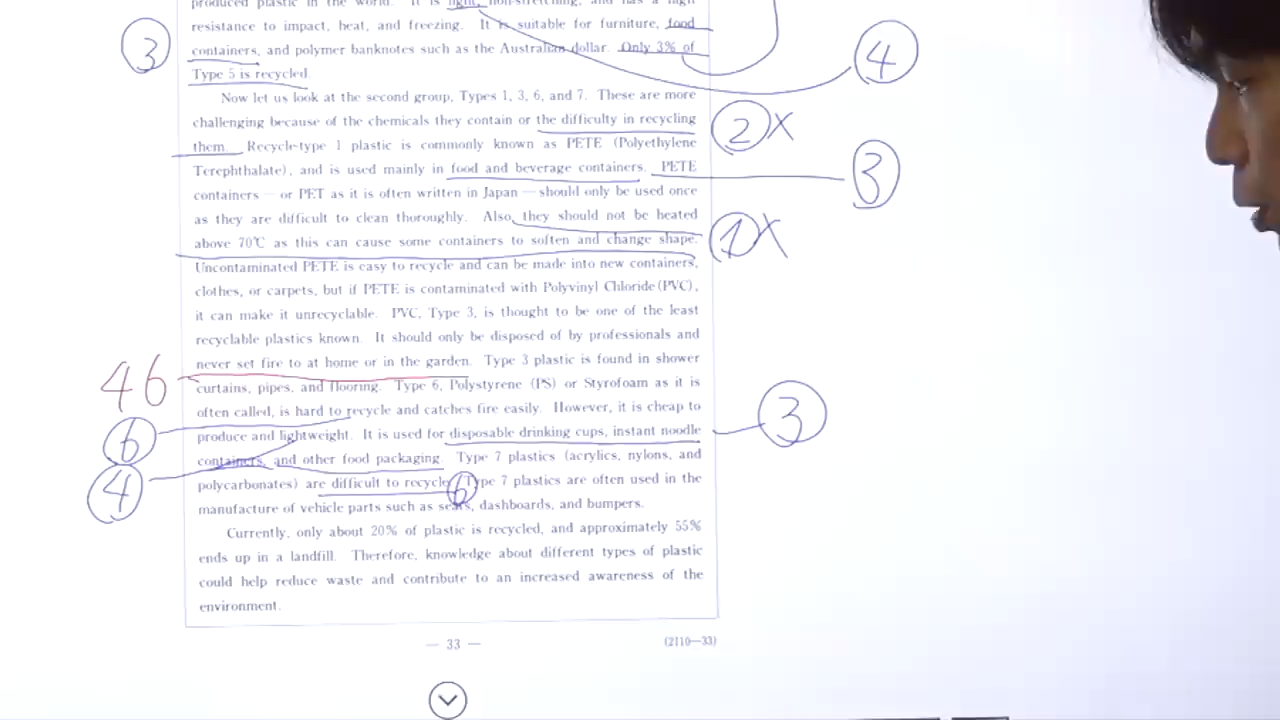 produced plastic in the world. It is light, non-stretching, and has a high
resistance to impact, heat, and freezing. It is suitable for furniture, food
③
containers, and polymer banknotes such as the Australian dollar. Only 3% of
④
Type 5 is recycled.
Now let us look at the second group, Types 1, 3, 6, and 7. These are more
challenging because of the chemicals they contain or the difficulty in recycling
②X
them. Recycle-type 1 plastic is commonly known as PETE (Polyethylene
Terephthalate), and is used mainly in food and beverage containers. PETE
③
containers — or PET as it is often written in Japan — should only be used once
as they are difficult to clean thoroughly. Also, they should not be heated
above 70℃ as this can cause some containers to soften and change shape.
①X
Uncontaminated PETE is easy to recycle and can be made into new containers,
clothes, or carpets, but if PETE is contaminated with Polyvinyl Chloride (PVC),
it can make it unrecyclable. PVC, Type 3, is thought to be one of the least
recyclable plastics known. It should only be disposed of by professionals and
never set fire to at home or in the garden. Type 3 plastic is found in shower
46
curtains, pipes, and flooring. Type 6, Polystyrene (PS) or Styrofoam as it is
often called, is hard to recycle and catches fire easily. However, it is cheap to
③
⑥
produce and lightweight. It is used for disposable drinking cups, instant noodle
containers, and other food packaging. Type 7 plastics (acrylics, nylons, and
④
polycarbonates) are difficult to recycle. Type 7 plastics are often used in the
⑥
manufacture of vehicle parts such as seats, dashboards, and bumpers.
Currently, only about 20% of plastic is recycled, and approximately 55%
ends up in a landfill. Therefore, knowledge about different types of plastic
could help reduce waste and contribute to an increased awareness of the
environment.
— 33 —
(2110—33)